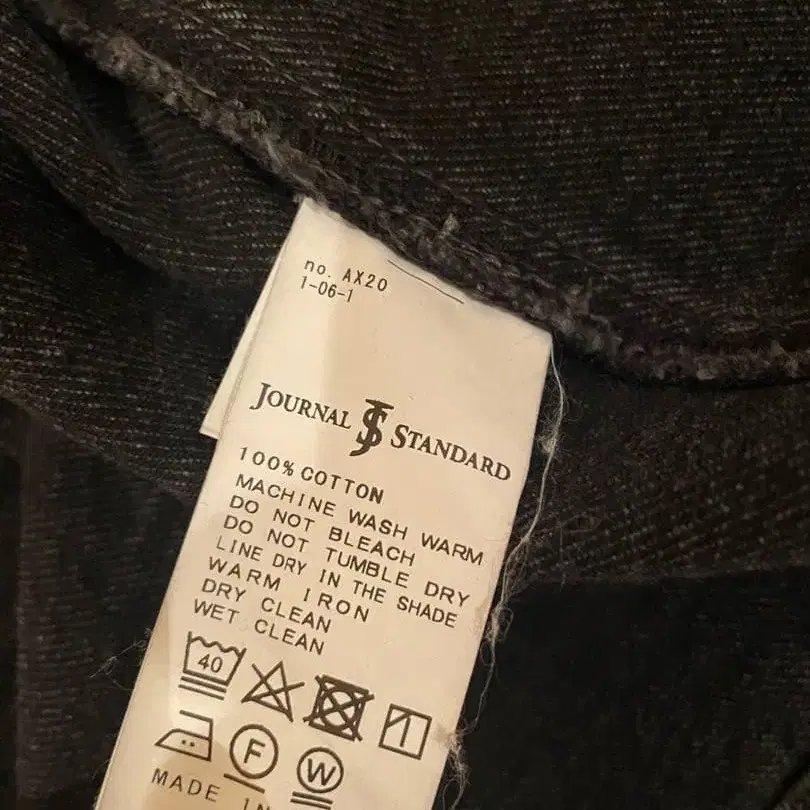 no. AX20
1-06-1
JOURNAL JS STANDARD
100% COTTON
MACHINE WASH WARM
DO NOT BLEACH
DO NOT TUMBLE DRY
LINE DRY IN THE SHADE
WARM IRON
DRY CLEAN
WET CLEAN
40
F W
MADE IN